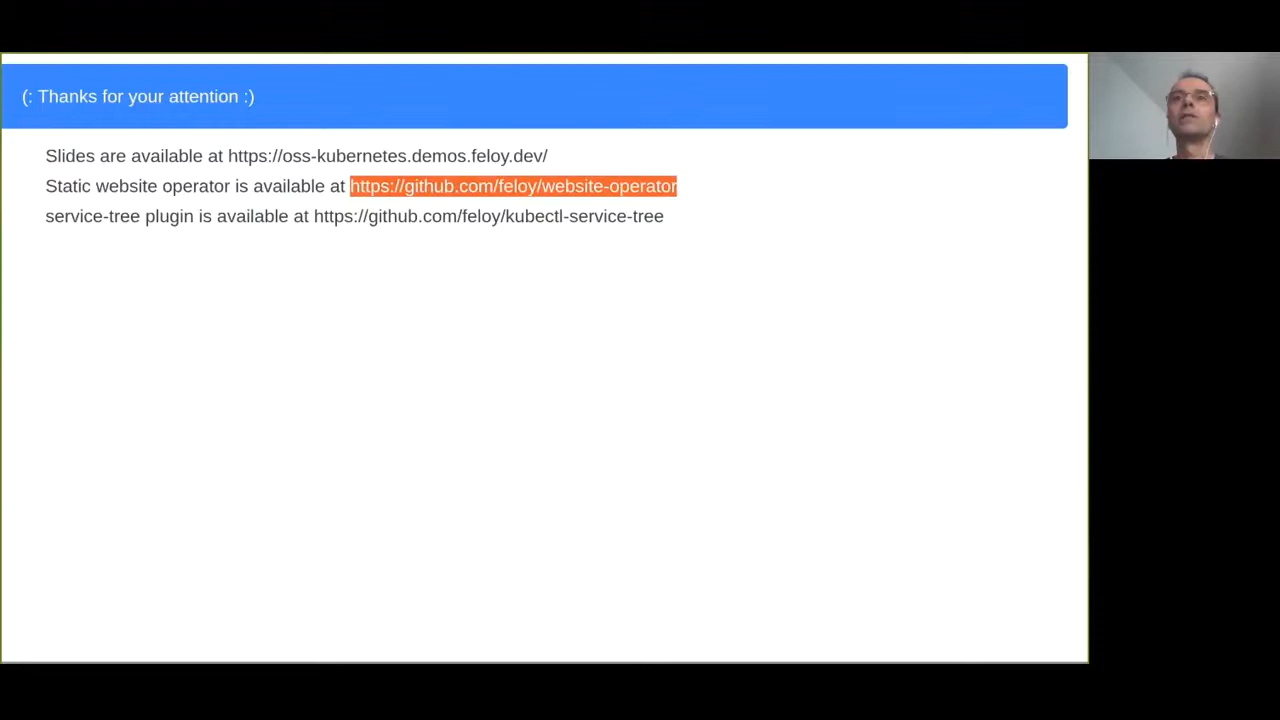 (: Thanks for your attention :)
Slides are available at https://oss-kubernetes.demos.feloy.dev/
Static website operator is available at https://github.com/feloy/website-operator
service-tree plugin is available at https://github.com/feloy/kubectl-service-tree